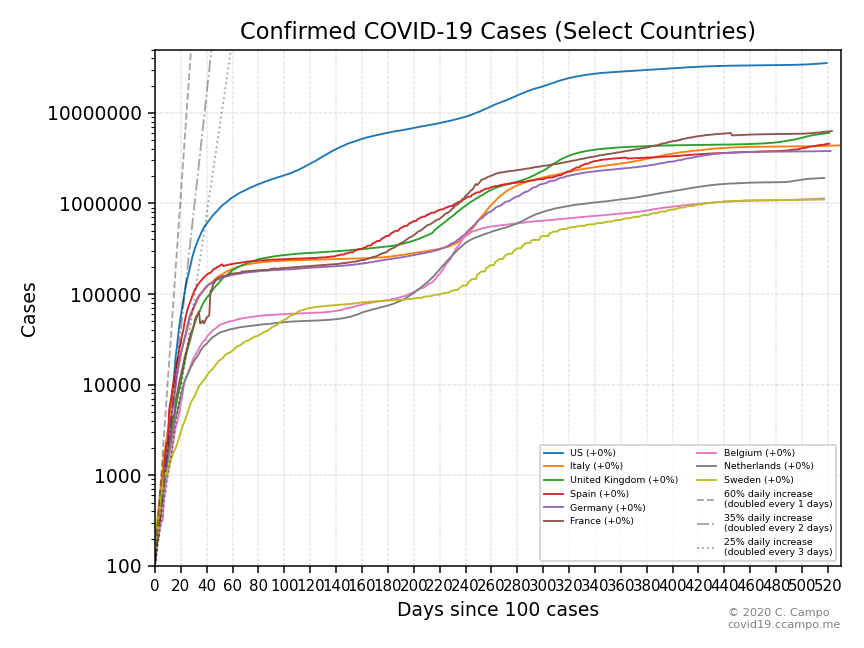 Confirmed COVID-19 Cases (Select Countries)
10000000
1000000
100000
10000
1000
100
Cases
0 20 40 60 80 100 120 140 160 180 200 220 240 260 280 300 320 340 360 380 400 420 440 460 480 500 520
Days since 100 cases
US (+0%)
Italy (+0%)
United Kingdom (+0%)
Spain (+0%)
Germany (+0%)
France (+0%)
Belgium (+0%)
Netherlands (+0%)
Sweden (+0%)
60% daily increase
(doubled every 1 days)
35% daily increase
(doubled every 2 days)
25% daily increase
(doubled every 3 days)
© 2020 C. Campo
covid19.ccampo.me